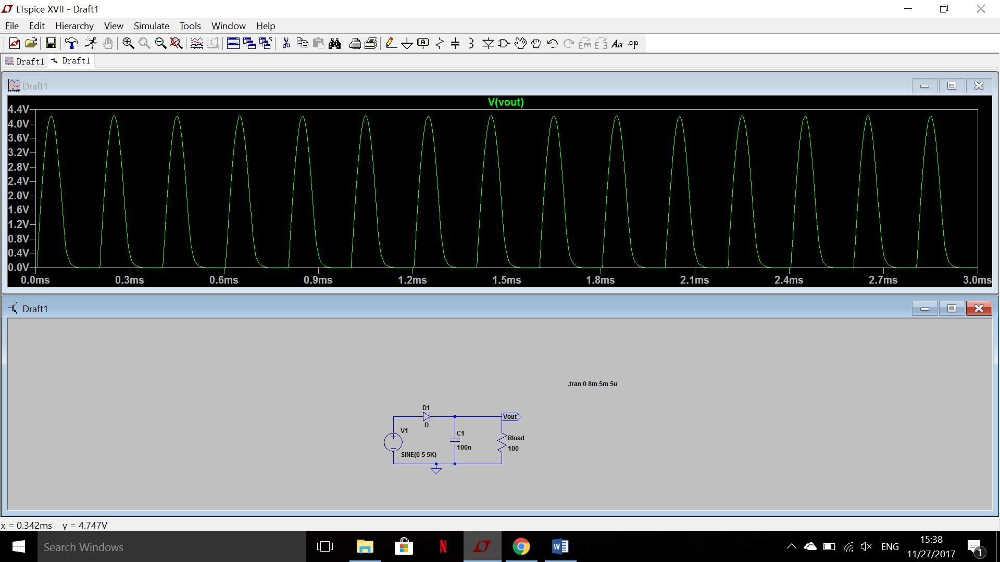 LTspice XVII - Draft1
File Edit Hierarchy View Simulate Tools Window Help
Draft1 Draft1
Draft1
V(vout)
4.4V
4.0V
3.6V
3.2V
2.8V
2.4V
2.0V
1.6V
1.2V
0.8V
0.4V
0.0V
0.0ms 0.3ms 0.6ms 0.9ms 1.2ms 1.5ms 1.8ms 2.1ms 2.4ms 2.7ms 3.0ms
Draft1
.tran 0 8m 5m 5u
D1
D
Vout
V1
C1
100n
Rload
100
SINE(0 5 5K)
x = 0.342ms y = 4.747V
Search Windows
ENG
15:38
11/27/2017
1